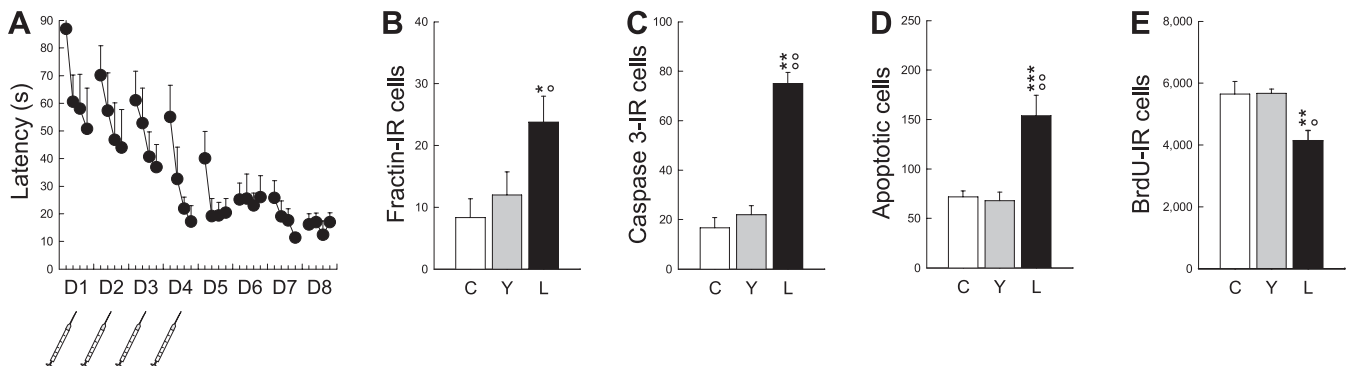 A
Latency (s)
90
80
70
60
50
40
30
20
10
0
D1 D2 D3 D4 D5 D6 D7 D8
B
Fractin-IR cells
40
30
20
10
0
* °
C Y L
C
Caspase 3-IR cells
100
80
60
40
20
0
**
°°
C Y L
D
Apoptotic cells
250
200
150
100
50
0
***
°°
C Y L
E
BrdU-IR cells
8,000
6,000
4,000
2,000
0
**
°
C Y L